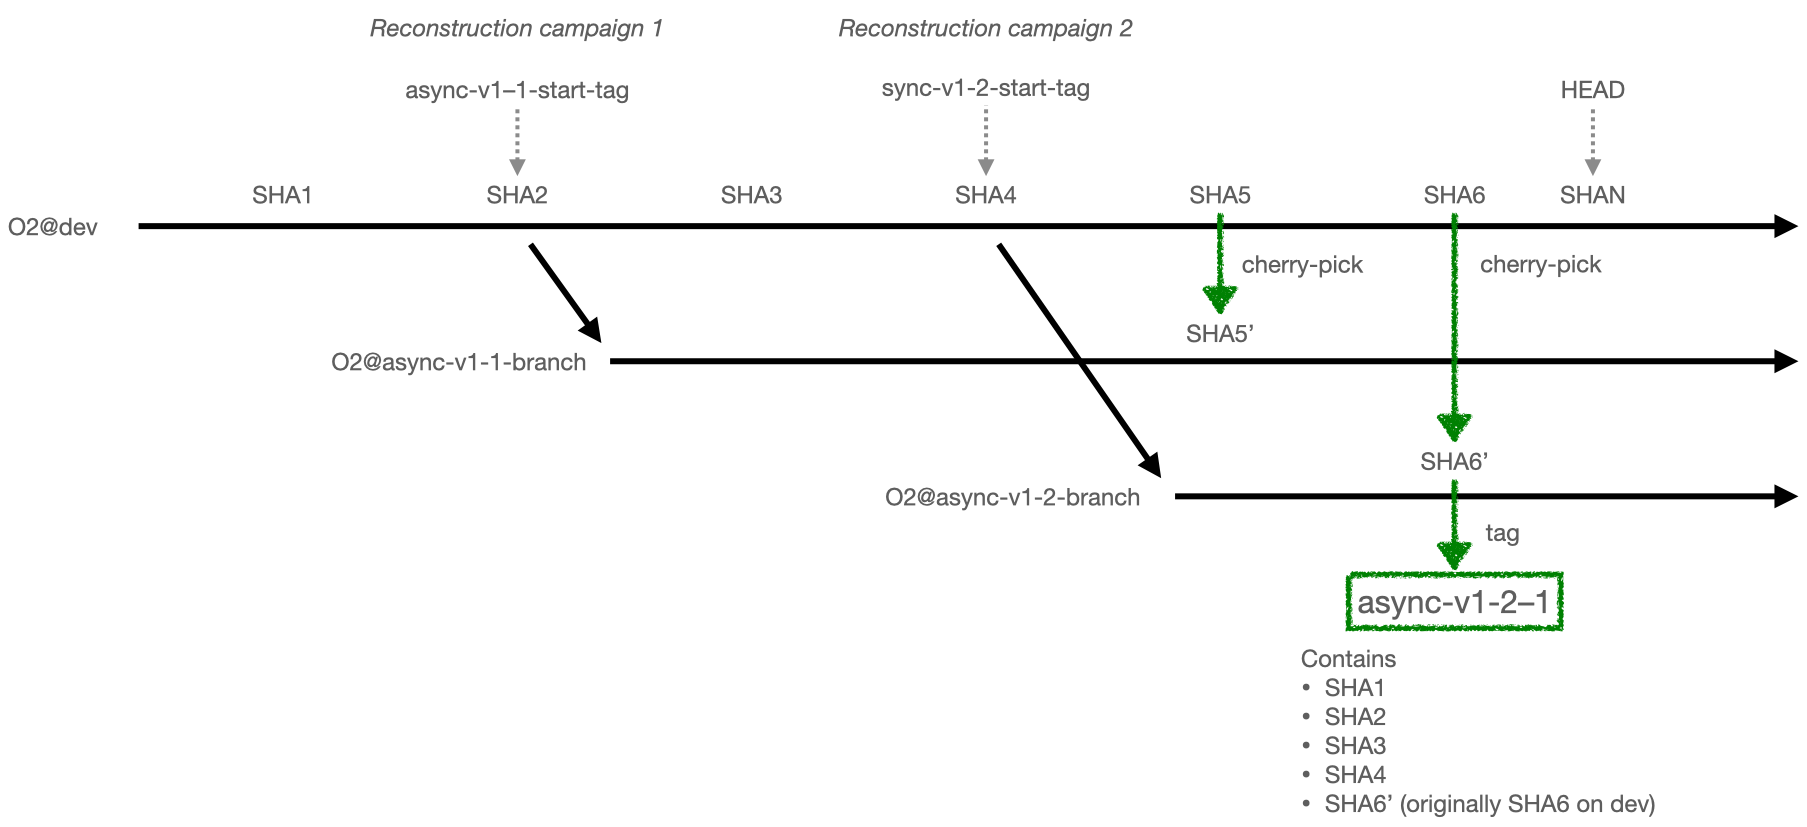 Reconstruction campaign 1
Reconstruction campaign 2
async-v1–1-start-tag
sync-v1-2-start-tag
HEAD
SHA1
SHA2
SHA3
SHA4
SHA5
SHA6
SHAN
O2@dev
cherry-pick
cherry-pick
SHA5’
O2@async-v1-1-branch
SHA6’
O2@async-v1-2-branch
tag
async-v1-2–1
Contains
• SHA1
• SHA2
• SHA3
• SHA4
• SHA6’ (originally SHA6 on dev)